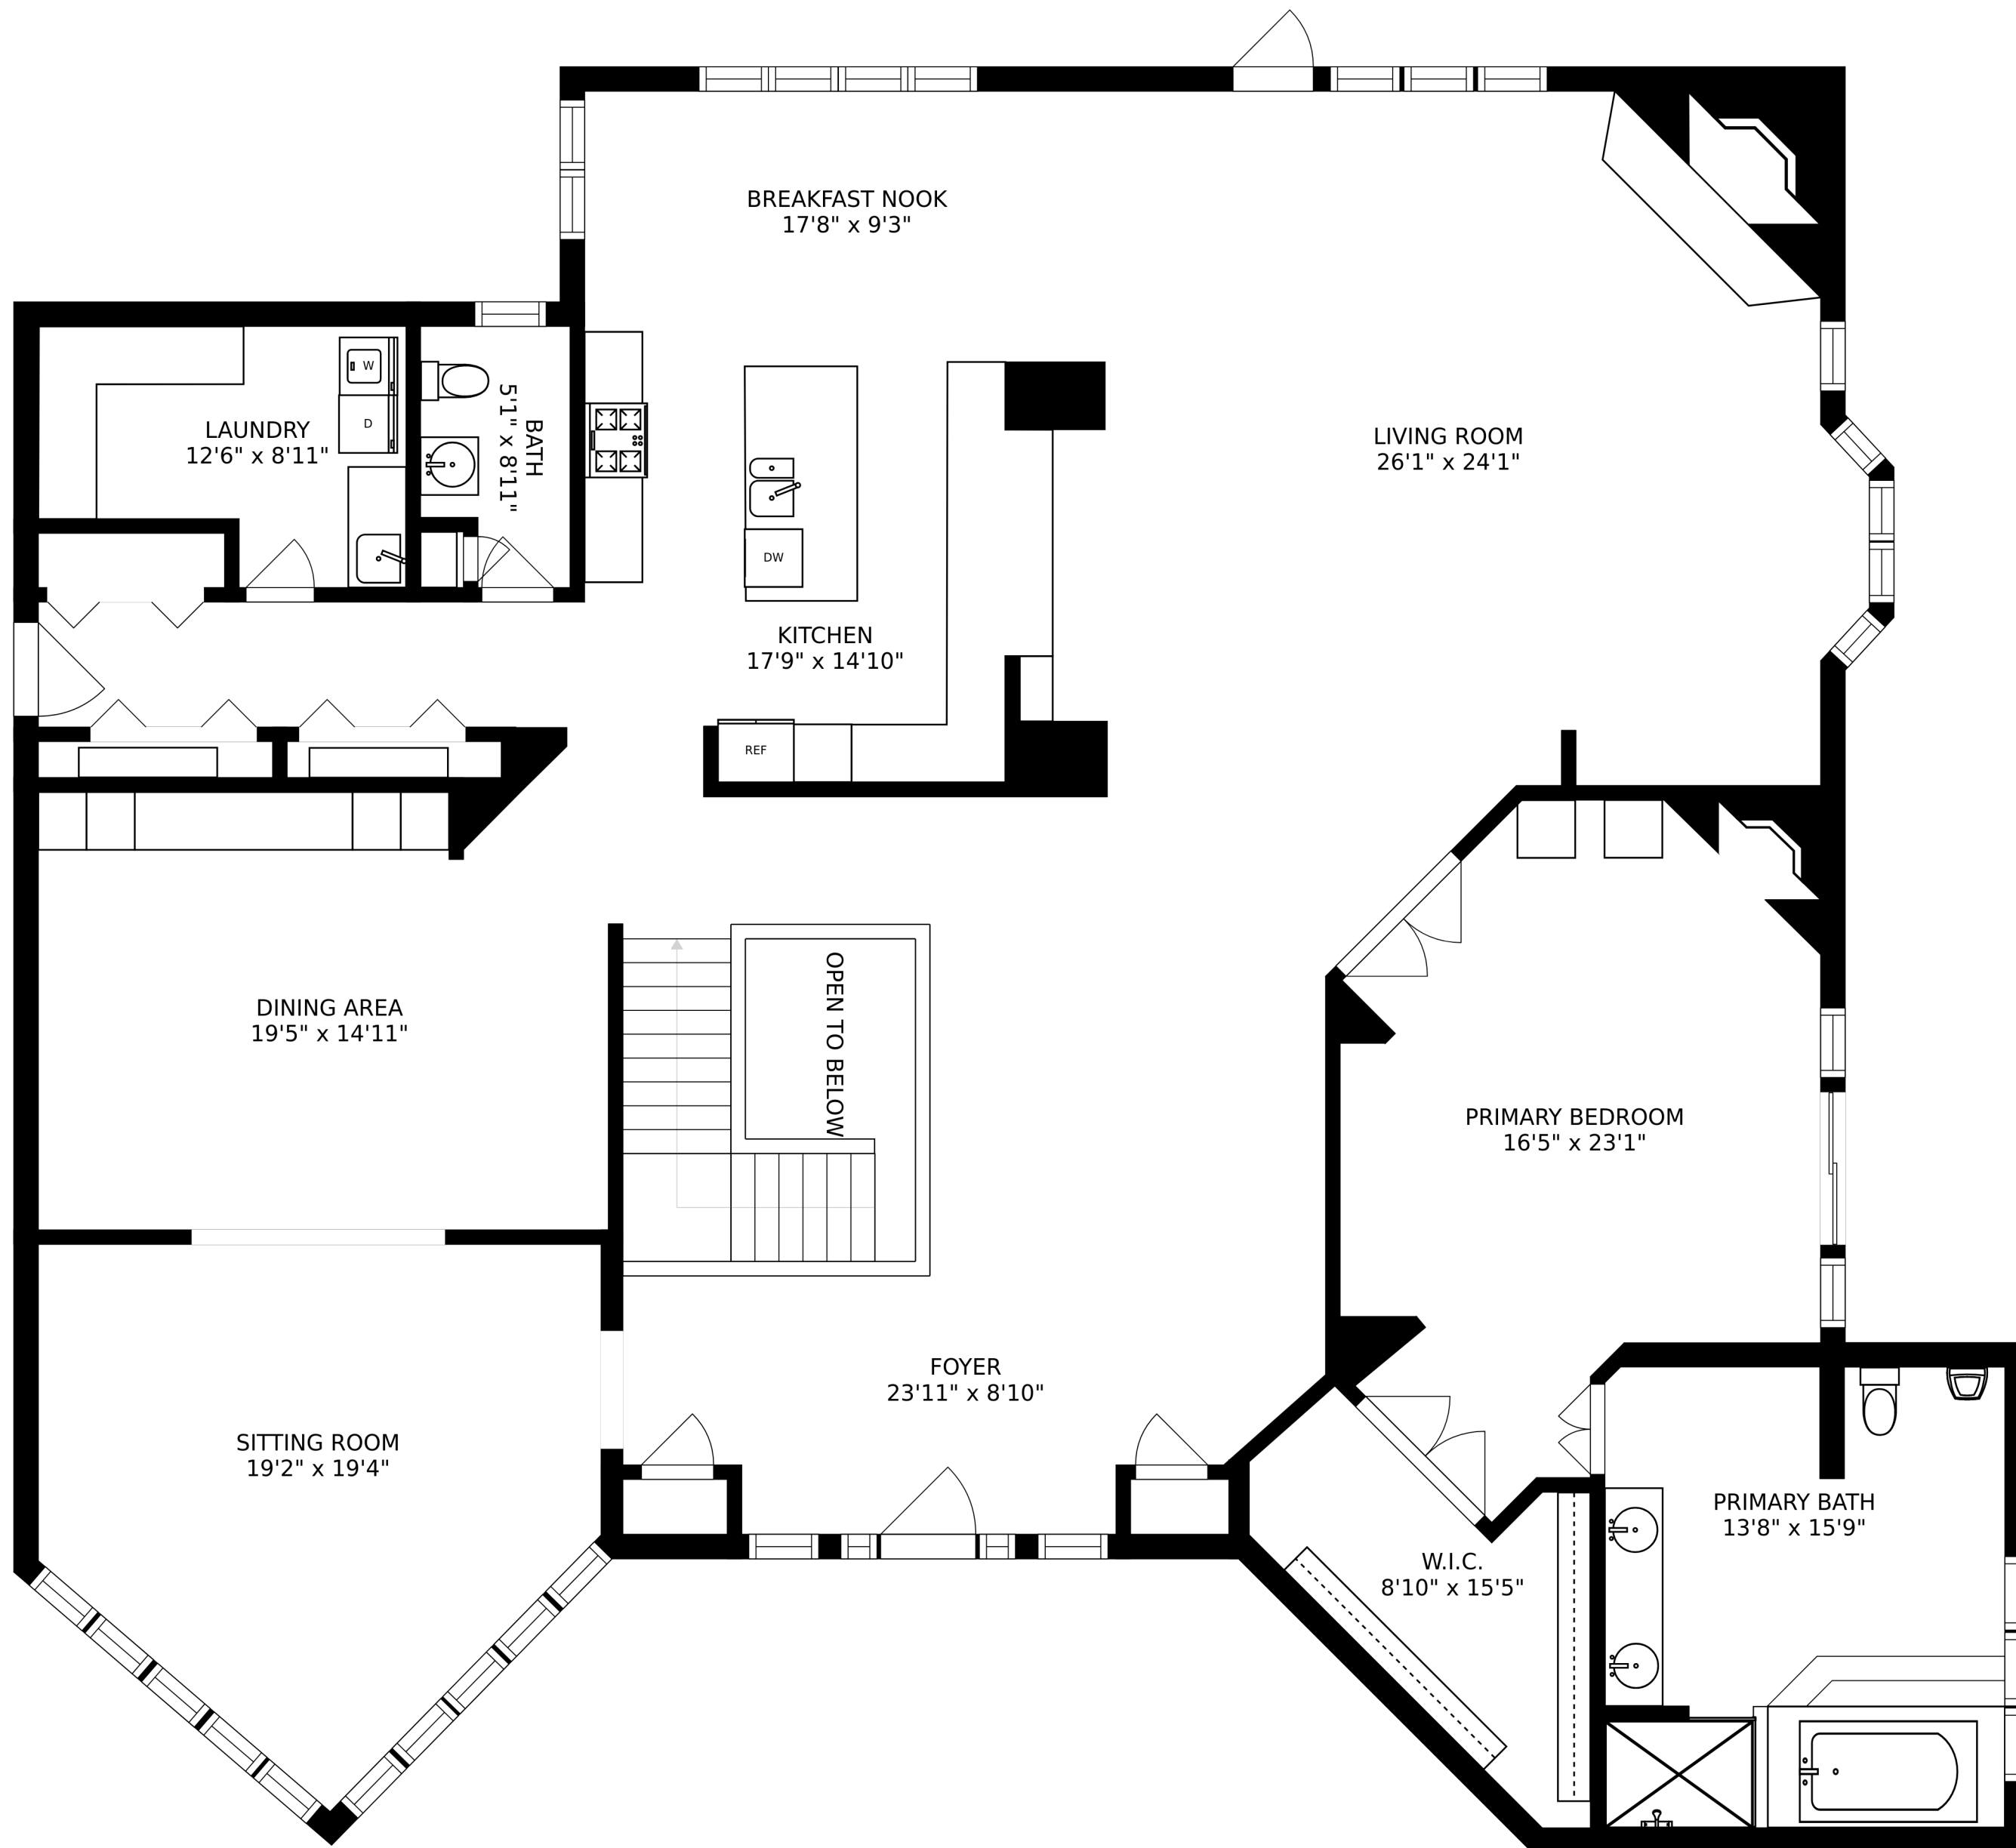 BREAKFAST NOOK
17'8" x 9'3"
LIVING ROOM
26'1" x 24'1"
LAUNDRY
12'6" x 8'11"
W
D
BATH
5'1" x 8'11"
DW
KITCHEN
17'9" x 14'10"
REF
DINING AREA
19'5" x 14'11"
OPEN TO BELOW
PRIMARY BEDROOM
16'5" x 23'1"
FOYER
23'11" x 8'10"
SITTING ROOM
19'2" x 19'4"
PRIMARY BATH
13'8" x 15'9"
W.I.C.
8'10" x 15'5"